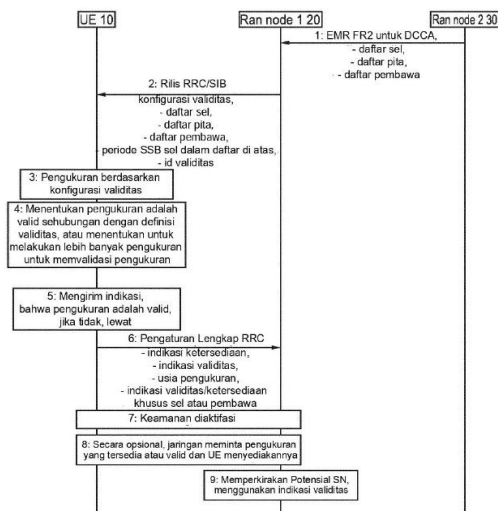 UE 10
Ran node 1 20
Ran node 2 30
1: EMR FR2 untuk DCCA,
- daftar sel,
- daftar pita,
- daftar pembawa
2: Rilis RRC/SIB
konfigurasi validitas,
- daftar sel,
- daftar pita,
- daftar pembawa,
- periode SSB sel dalam daftar di atas,
- id validitas
3: Pengukuran berdasarkan
konfigurasi validitas
4: Menentukan pengukuran adalah
valid sehubungan dengan definisi
validitas, atau menentukan untuk
melakukan lebih banyak pengukuran
untuk memvalidasi pengukuran
5: Mengirim indikasi,
bahwa pengukuran adalah valid,
jika tidak, lewat
6: Pengaturan Lengkap RRC
- indikasi ketersediaan,
- indikasi validitas,
- usia pengukuran,
- indikasi validitas/ketersediaan
khusus sel atau pembawa
7: Keamanan diaktifasi
8: Secara opsional, jaringan meminta pengukuran
yang tersedia atau valid dan UE menyediakannya
9: Memperkirakan Potensial SN,
menggunakan indikasi validitas